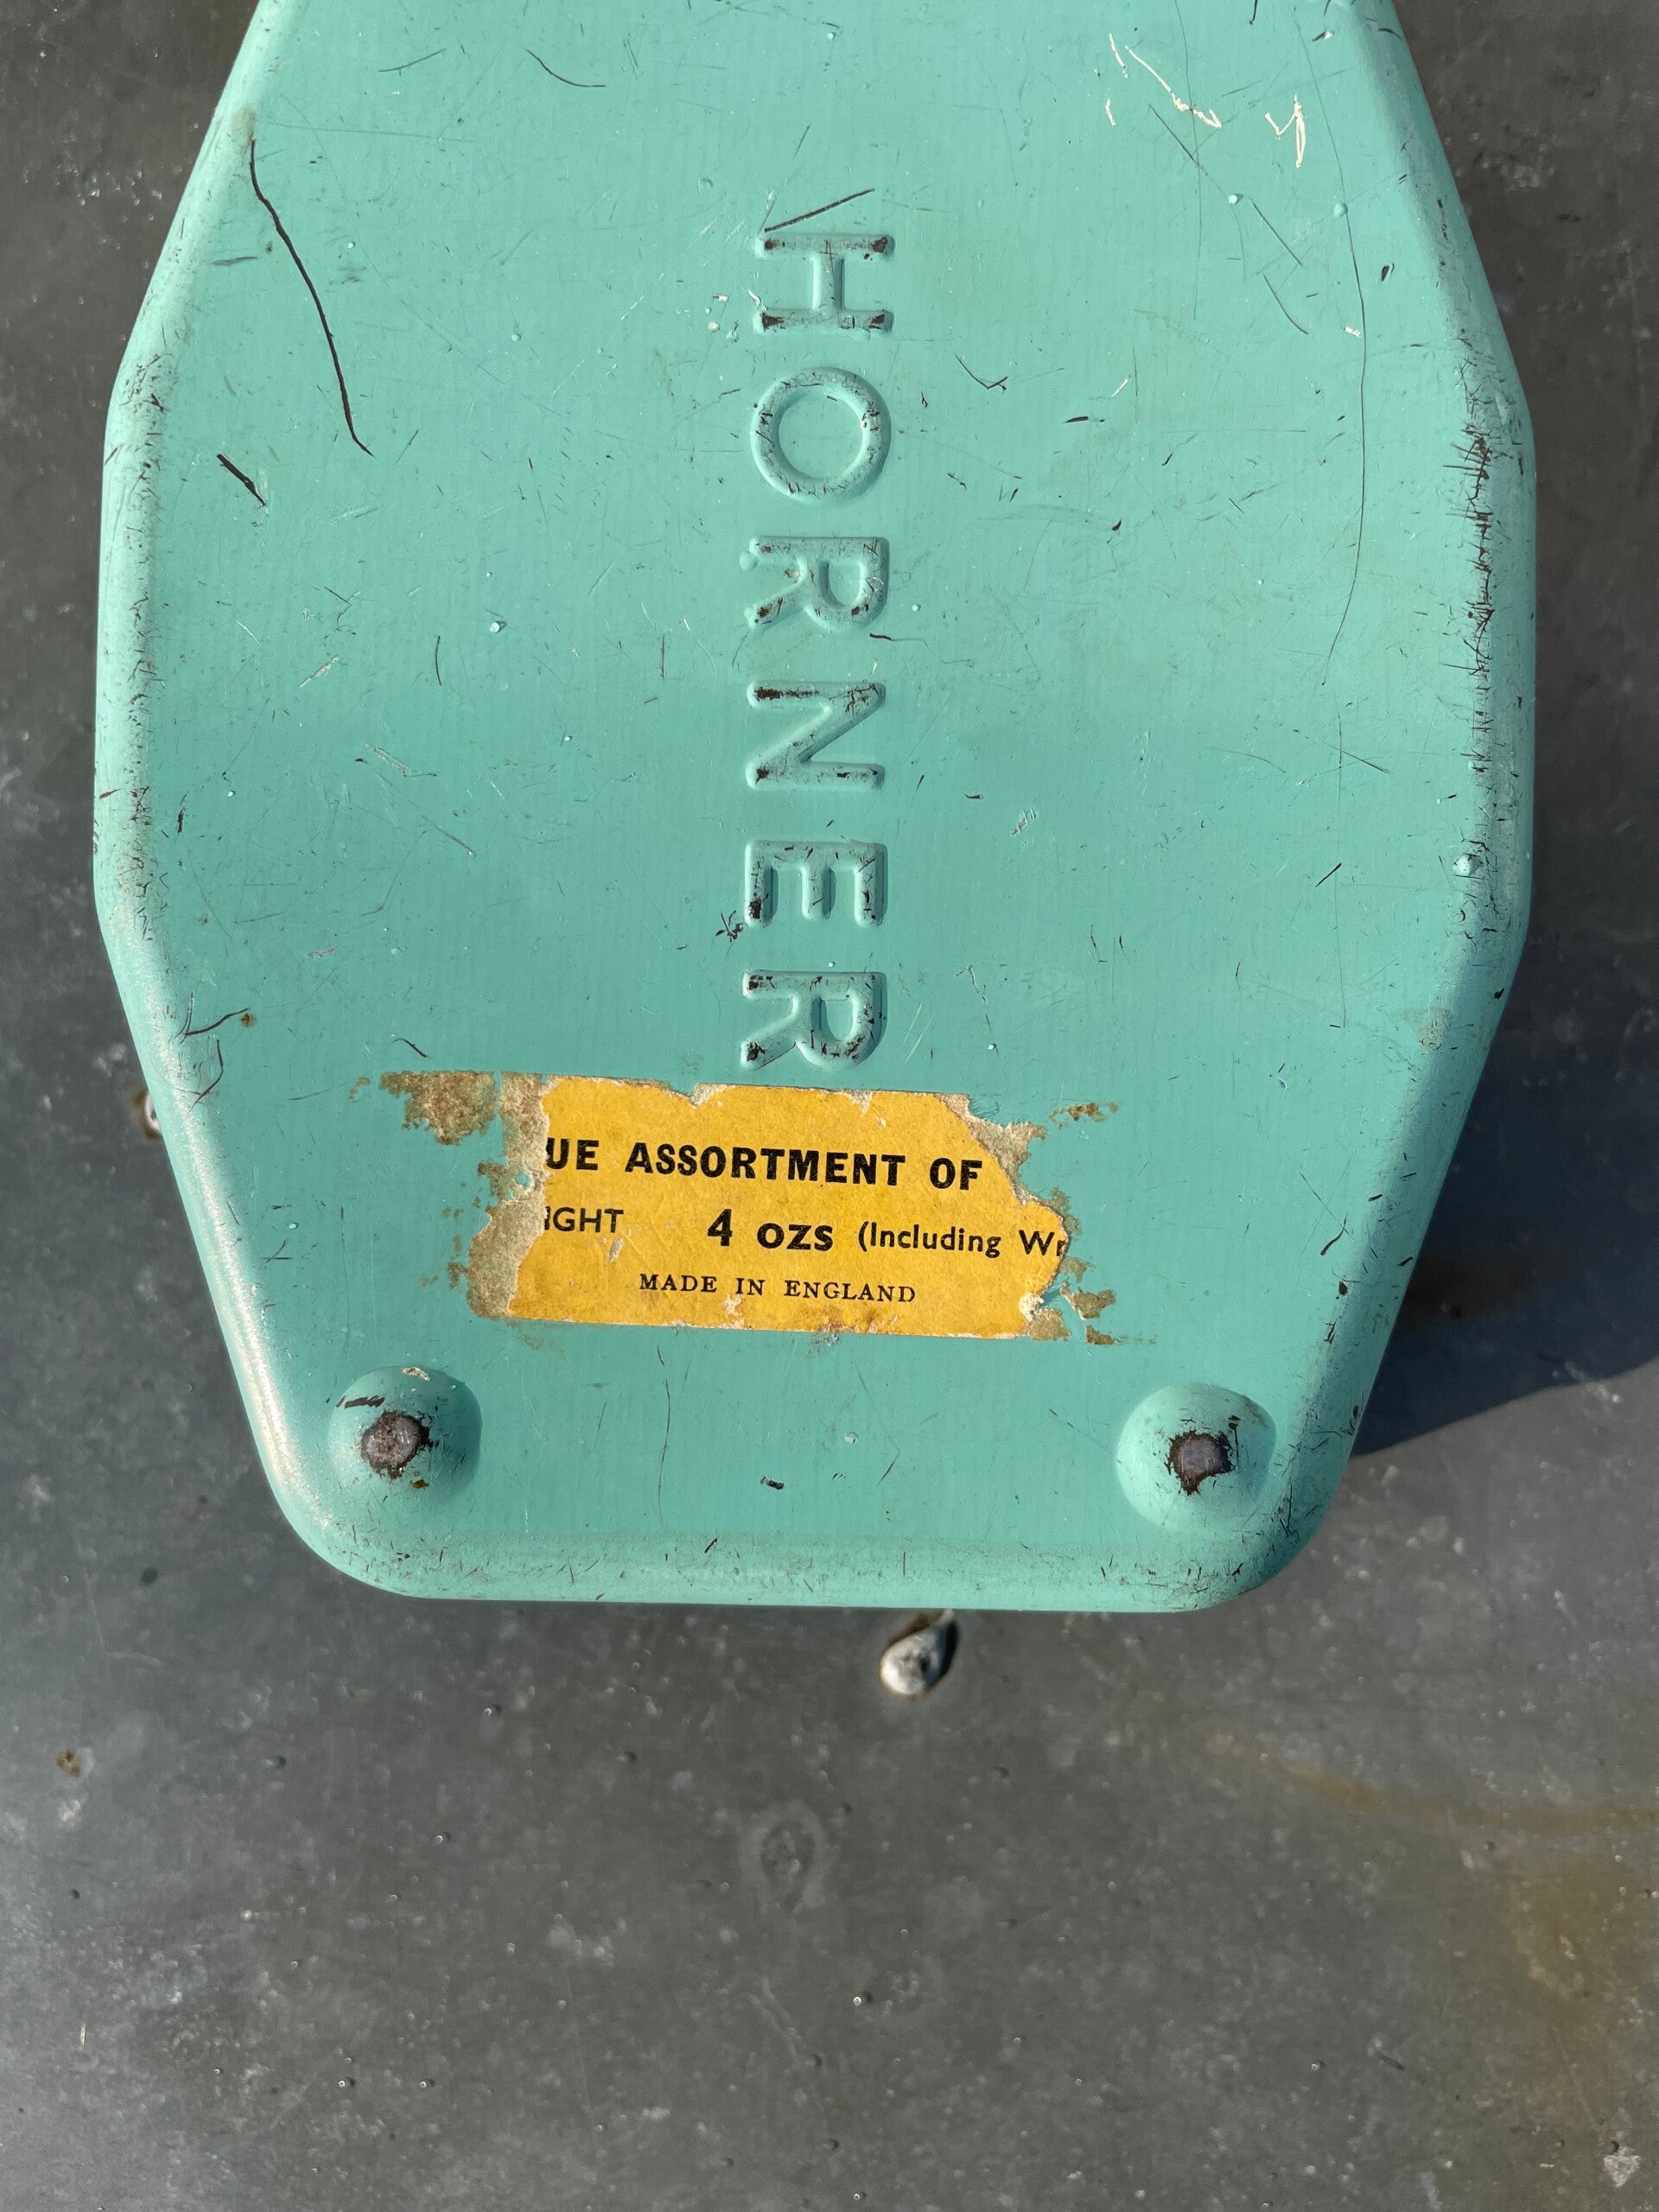 HORNER
UE ASSORTMENT OF
IGHT 4 OZS (Including Wr
MADE IN ENGLAND